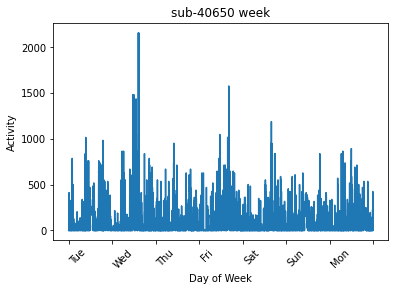 sub-40650 week
2000
1500
1000
500
0
Activity
Tue
Wed
Thu
Fri
Sat
Sun
Mon
Day of Week